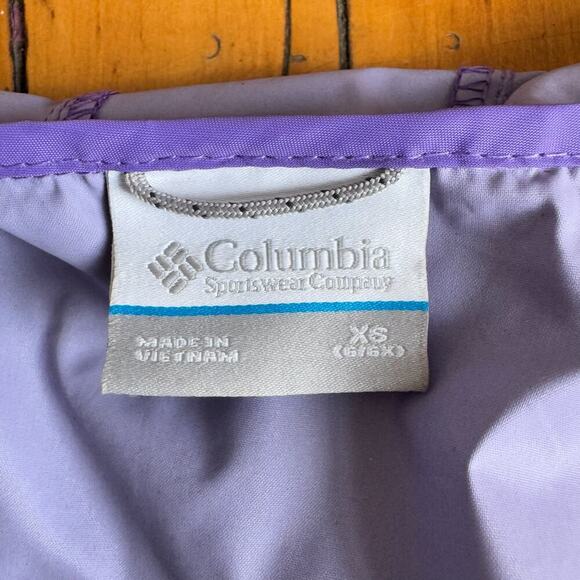 Columbia
Sportswear Company
MADE IN
VIETNAM
XS
(6/6X)